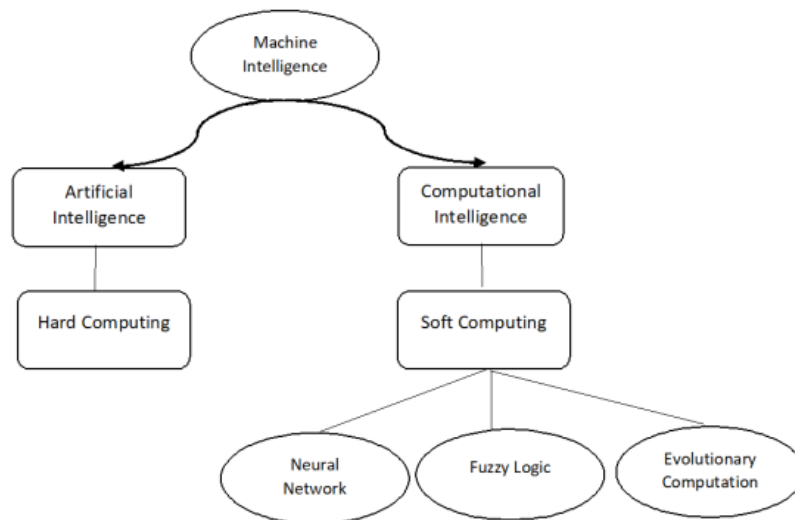 Machine
Intelligence
Artificial
Intelligence
Computational
Intelligence
Hard Computing
Soft Computing
Neural
Network
Fuzzy Logic
Evolutionary
Computation